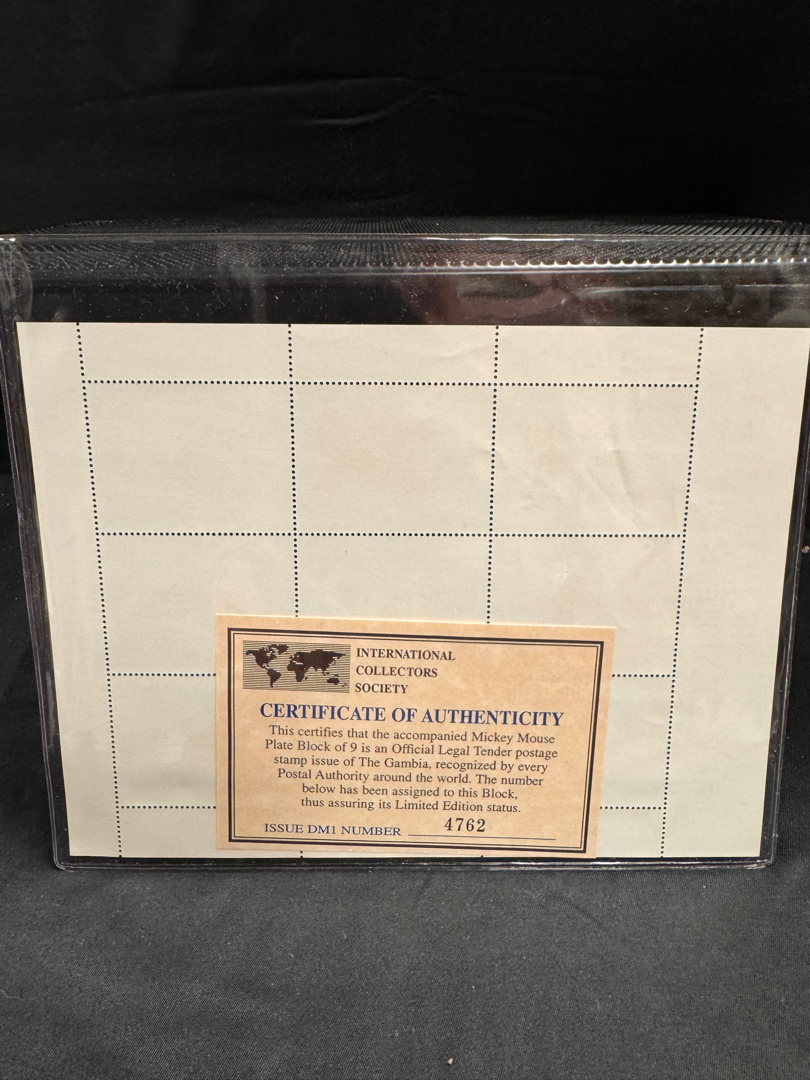 INTERNATIONAL
COLLECTORS
SOCIETY
CERTIFICATE OF AUTHENTICITY
This certifies that the accompanied Mickey Mouse
Plate Block of 9 is an Official Legal Tender postage
stamp issue of The Gambia, recognized by every
Postal Authority around the world. The number
below has been assigned to this Block,
thus assuring its Limited Edition status.
ISSUE DM1 NUMBER 4762